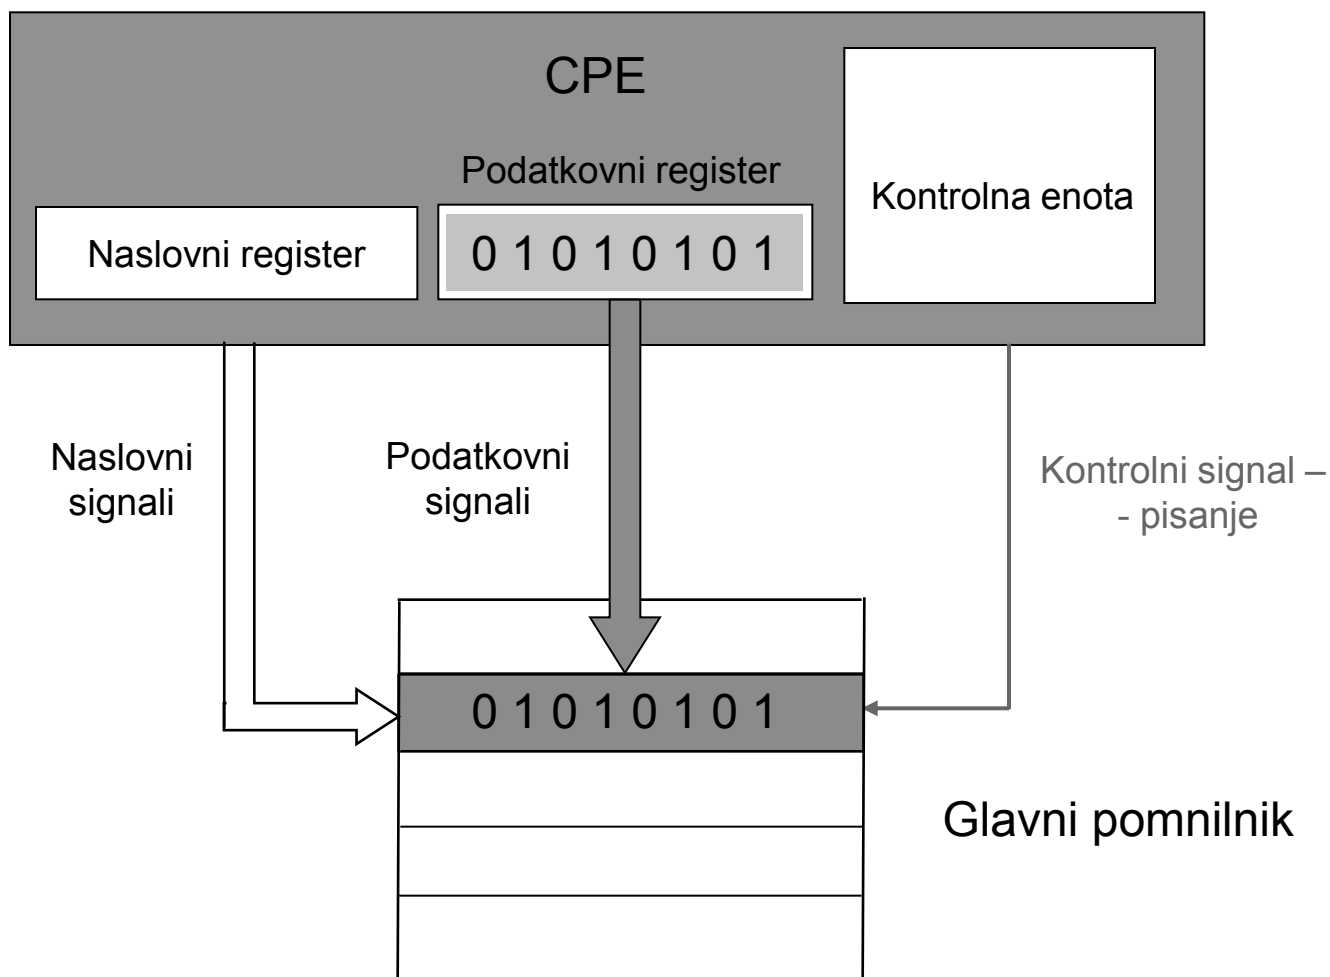 CPE
Podatkovni register
Kontrolna enota
Naslovni register
0 1 0 1 0 1 0 1
Naslovni
signali
Podatkovni
signali
Kontrolni signal –
- pisanje
0 1 0 1 0 1 0 1
Glavni pomnilnik